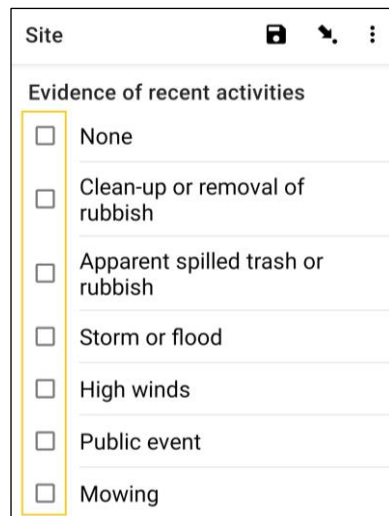 Site
Evidence of recent activities
None
Clean-up or removal of
rubbish
Apparent spilled trash or
rubbish
Storm or flood
High winds
Public event
Mowing